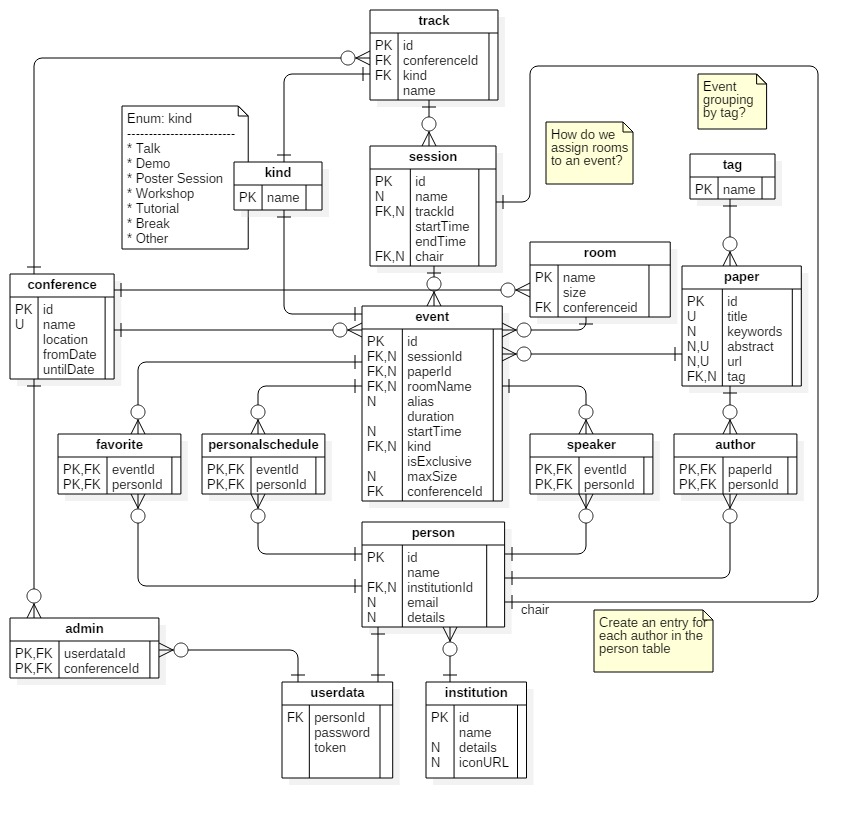 track
PK id
FK conferenceId
FK kind
name
Enum: kind
--------------------------
* Talk
* Demo
* Poster Session
* Workshop
* Tutorial
* Break
* Other
kind
PK name
session
PK id
N name
FK,N trackId
startTime
endTime
FK,N chair
How do we
assign rooms
to an event?
Event
grouping
by tag?
tag
PK name
room
PK name
size
FK conferenceid
conference
PK id
U name
location
fromDate
untilDate
paper
PK id
U title
N keywords
N,U abstract
N,U url
FK,N tag
event
PK id
FK,N sessionId
FK,N paperId
FK,N roomName
N alias
duration
N startTime
FK,N kind
isExclusive
N maxSize
FK conferenceId
favorite
PK,FK eventId
PK,FK personId
personalschedule
PK,FK eventId
PK,FK personId
speaker
PK,FK eventId
PK,FK personId
author
PK,FK paperId
PK,FK personId
person
PK id
name
FK,N institutionId
N email
N details
chair
admin
PK,FK userdataId
PK,FK conferenceId
Create an entry for
each author in the
person table
userdata
FK personId
password
token
institution
PK id
name
N details
N iconURL